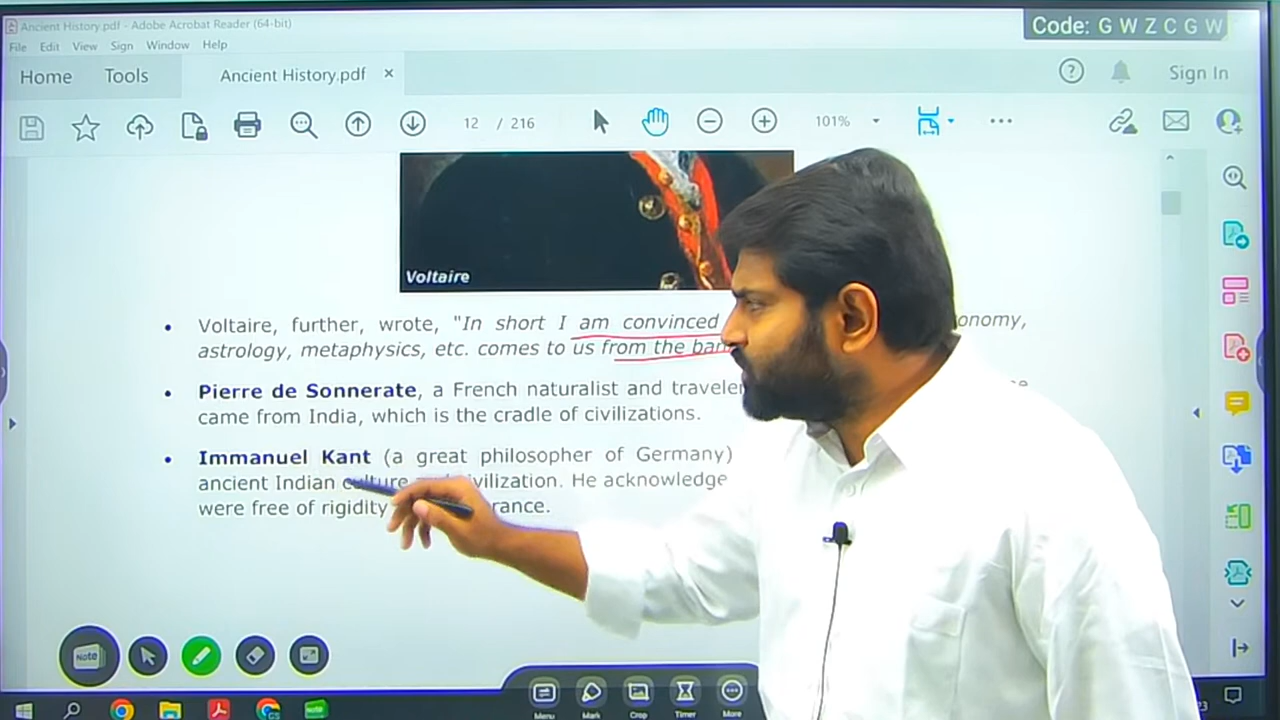 Ancient History.pdf - Adobe Acrobat Reader (64-bit)
Code: G W Z C G W
File Edit View Sign Window Help
Home Tools Ancient History.pdf × Sign In
12 / 216 101%
Voltaire
• Voltaire, further, wrote, "In short I am convinced onomy,
astrology, metaphysics, etc. comes to us from the
• Pierre de Sonnerate, a French naturalist and traveler
came from India, which is the cradle of civilizations.
• Immanuel Kant (a great philosopher of Germany)
ancient Indian culture He acknowledge
were free of rigidity
Note
Menu Mark Crop Timer More